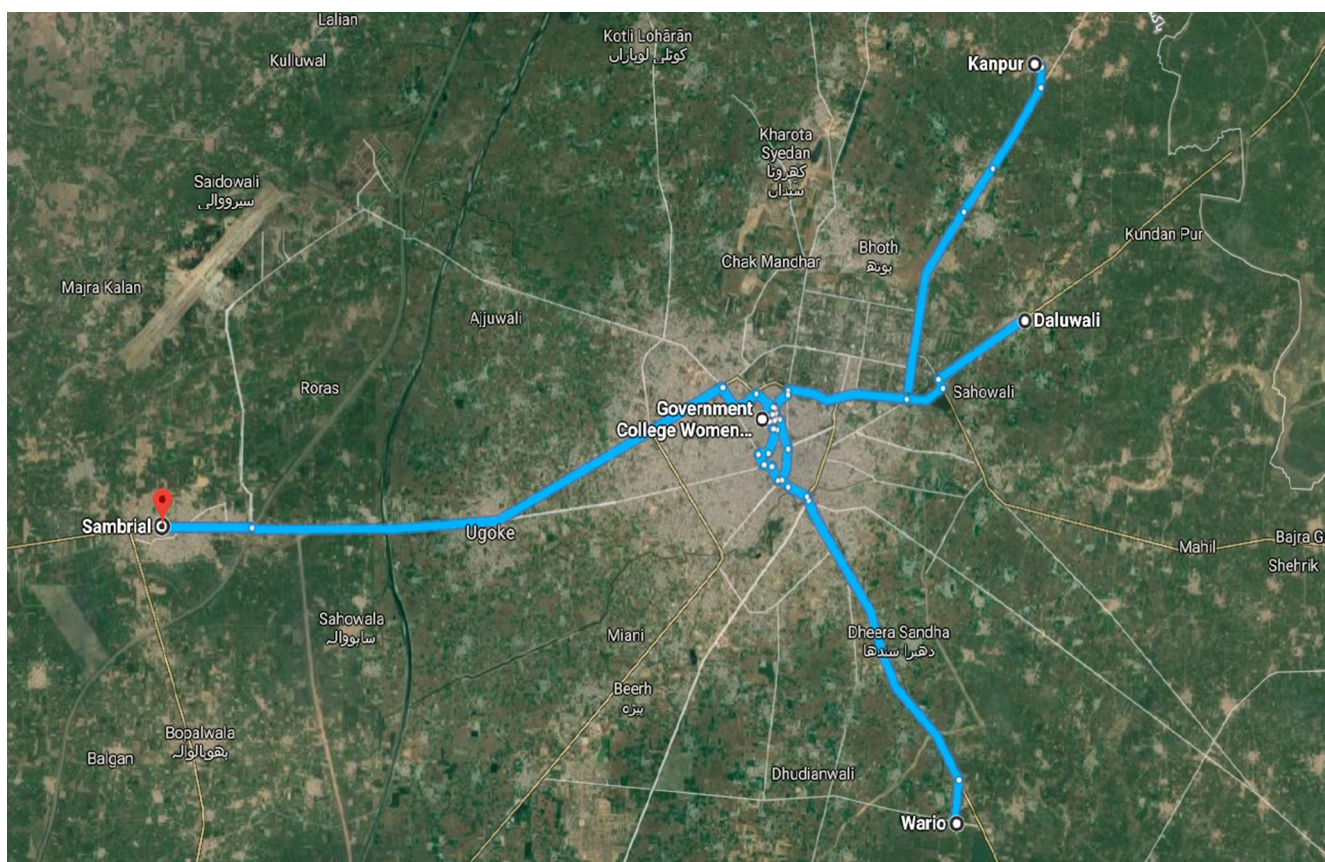 Lalian
Kulluwal
Kotli Lohārān
کوٹلی لوہاراں
Kanpur
Kharota
Syedan
کھروٹا
سیداں
Saidowali
Kundan Pur
Bhoth
بوتھ
Chak Mandhar
Majra Kalan
Ajjuwali
Daluwali
Roras
Sahowali
Government
College Women...
Sambrial
Ugoke
Mahil
Bajra G
Shehrik
Sahowala
ساہووالہ
Miani
Dheera Sandha
دھیرا سندھا
Beerh
Bopalwala
بھوپالوالہ
Balgan
Dhudianwali
Wario